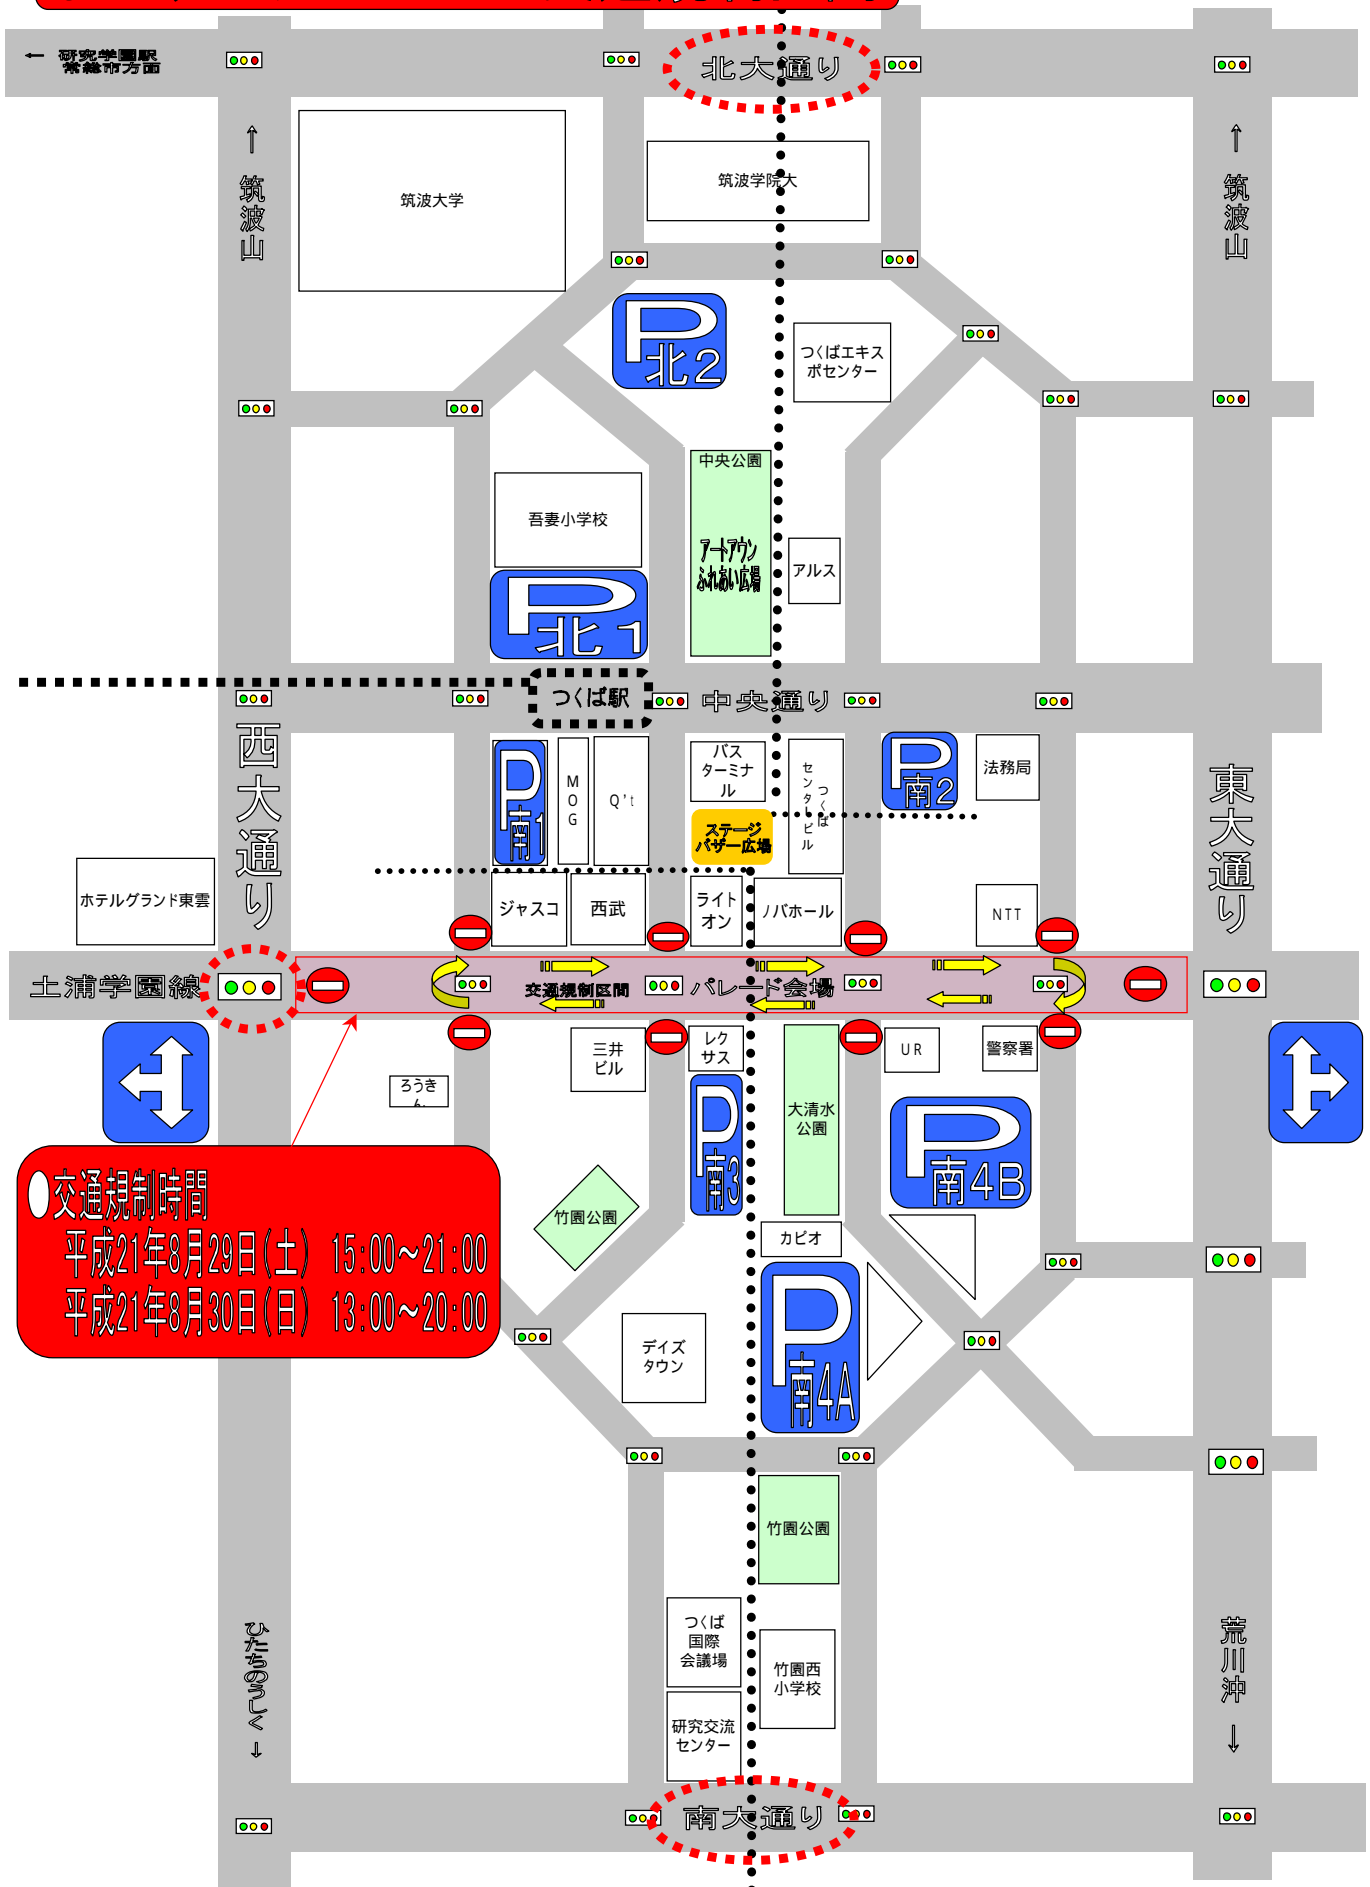 ← 研究学園駅
常総市方面
北大通り
↑ 筑波山
↑ 筑波山
筑波大学
筑波学院大
P北2
つくばエキス
ポセンター
中央公園
吾妻小学校
アートタウン
ふれあい広場
アルス
P北1
つくば駅
中央通り
西大通り
東大通り
P南1
MOG
Q't
バス
ターミナ
ル
つくば
センタービル
P南2
法務局
ステージ
バザー広場
ホテルグランド東雲
ジャスコ
西武
ライト
オン
ノバホール
NTT
土浦学園線
交通規制区間
パレード会場
三井
ビル
レク
サス
UR
警察署
ろうき
ん
大清水
公園
P南3
P南4B
●交通規制時間
平成21年8月29日(土) 15:00〜21:00
平成21年8月30日(日) 13:00〜20:00
竹園公園
カピオ
デイズ
タウン
P南4A
竹園公園
つくば
国際
会議場
竹園西
小学校
研究交流
センター
ひたちのうしく →
荒川沖 →
南大通り